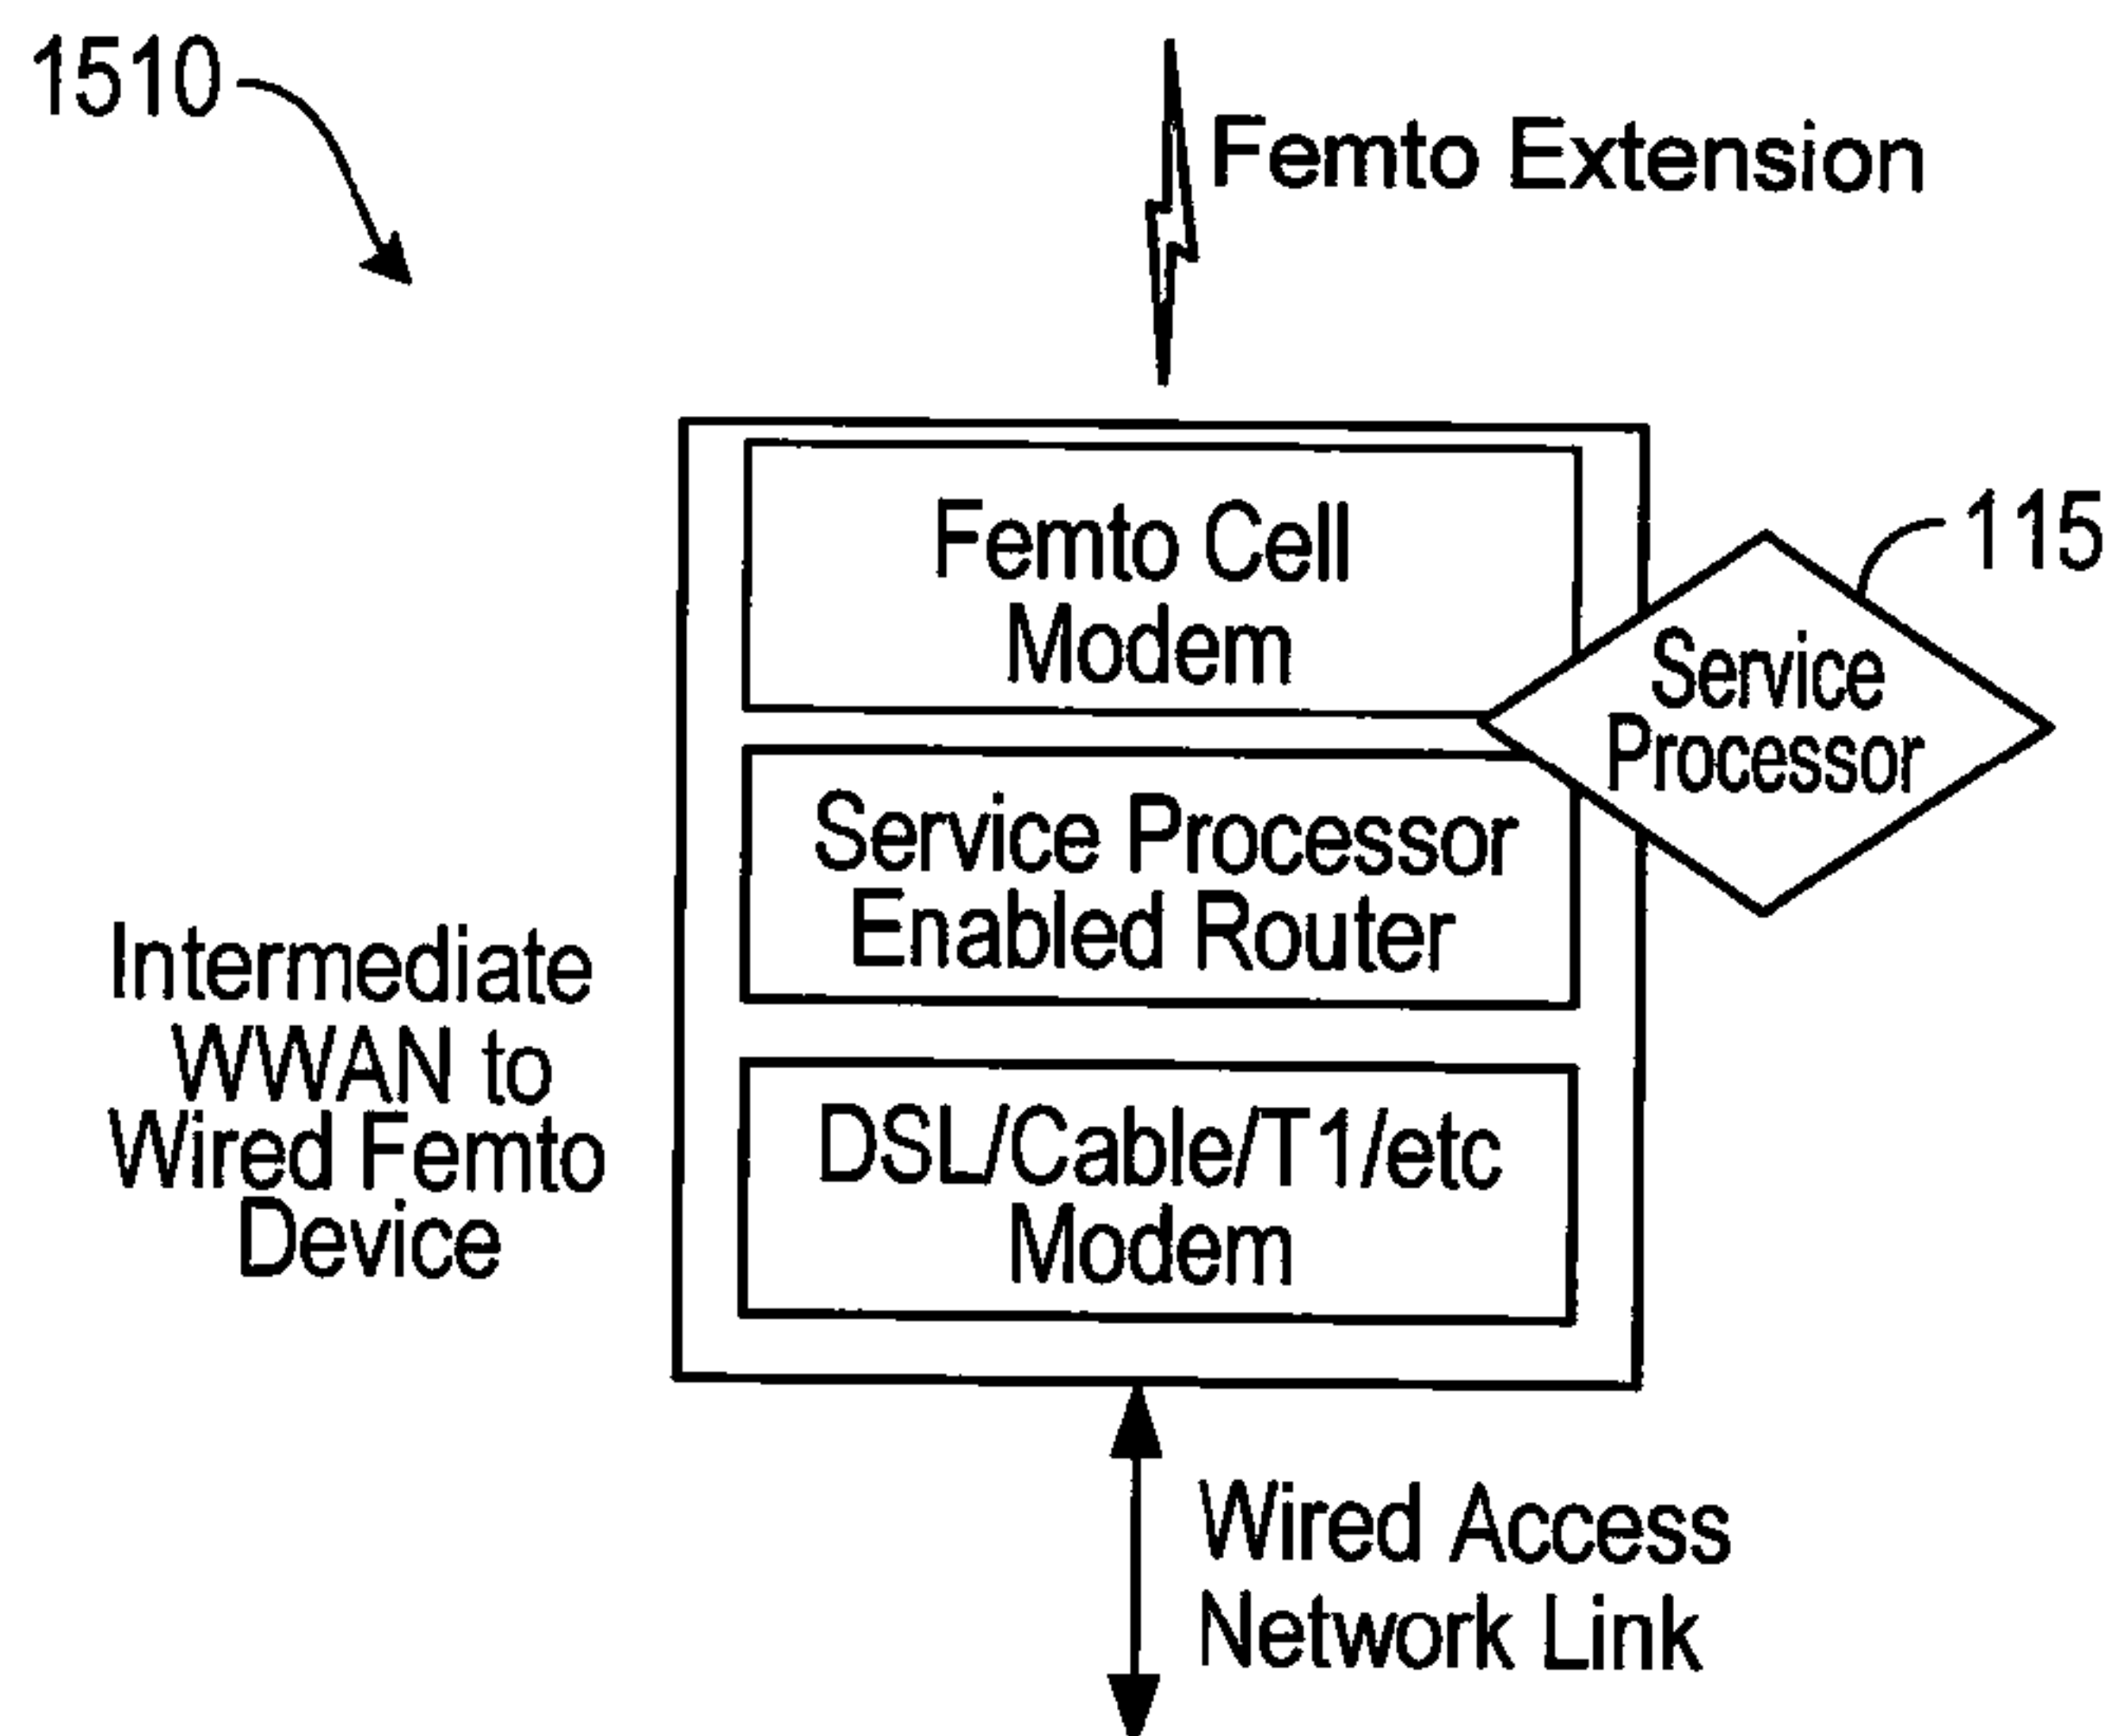 1510
Femto Extension
Femto Cell
Modem
115
Service
Processor
Service Processor
Enabled Router
Intermediate
WWAN to
Wired Femto
Device
DSL/Cable/T1/etc
Modem
Wired Access
Network Link